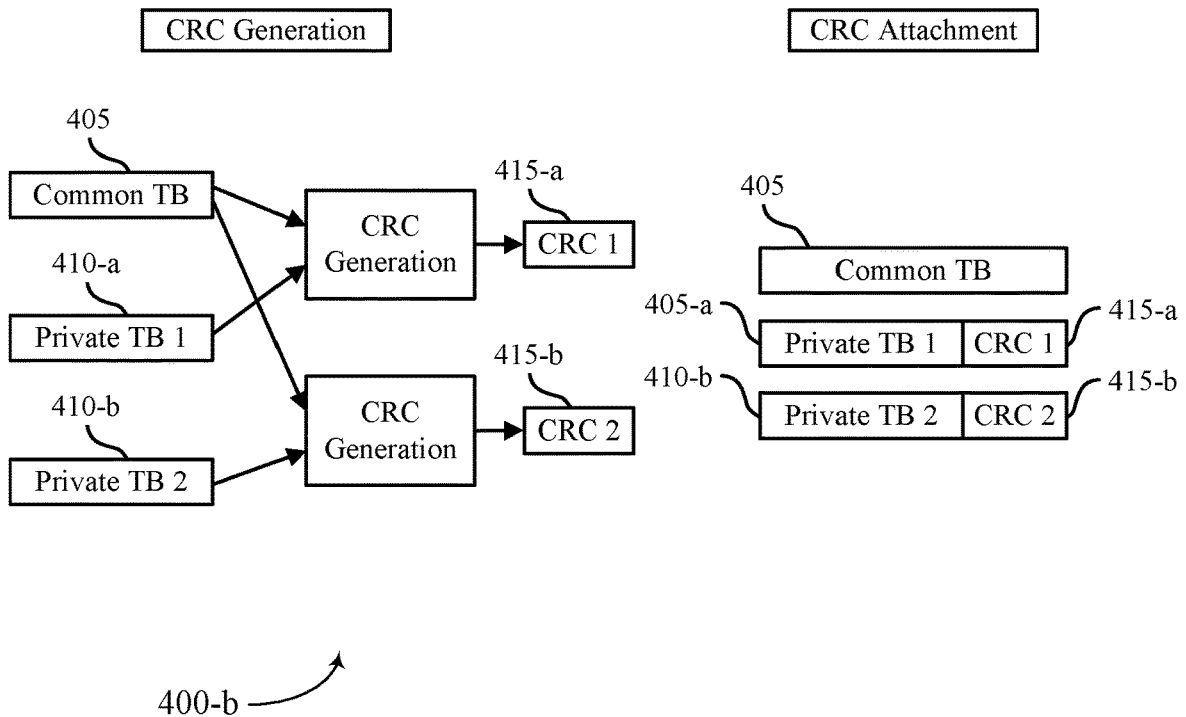 CRC Generation
CRC Attachment
405
Common TB
410-a
Private TB 1
410-b
Private TB 2
CRC
Generation
CRC
Generation
415-a
CRC 1
415-b
CRC 2
405
Common TB
405-a
Private TB 1
CRC 1
415-a
410-b
Private TB 2
CRC 2
415-b
400-b